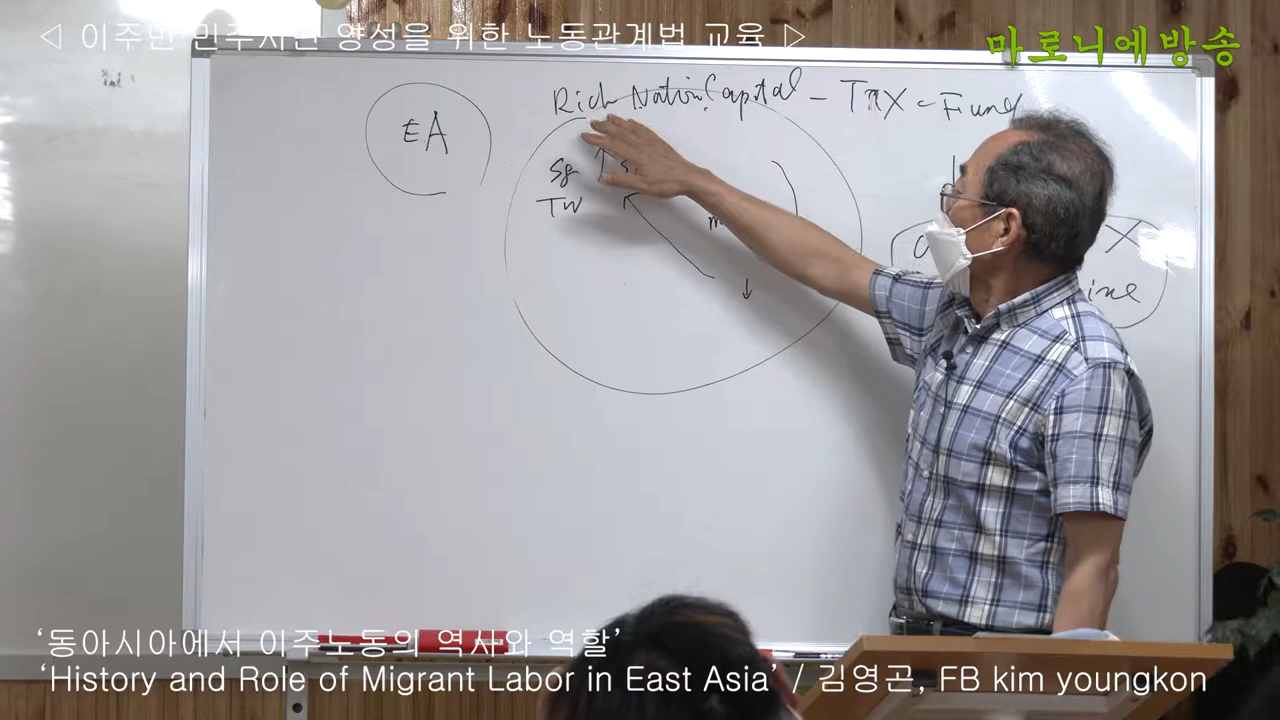 ◁ 이주민 민주시민 양성을 위한 노동관계법 교육 ▷
마로니에방송
Rich Nation Capital - TAX - Fund
EA
Sg
TW
X
ine
‘동아시아에서 이주노동의 역사와 역할’
‘History and Role of Migrant Labor in East Asia’ / 김영곤, FB kim youngkon